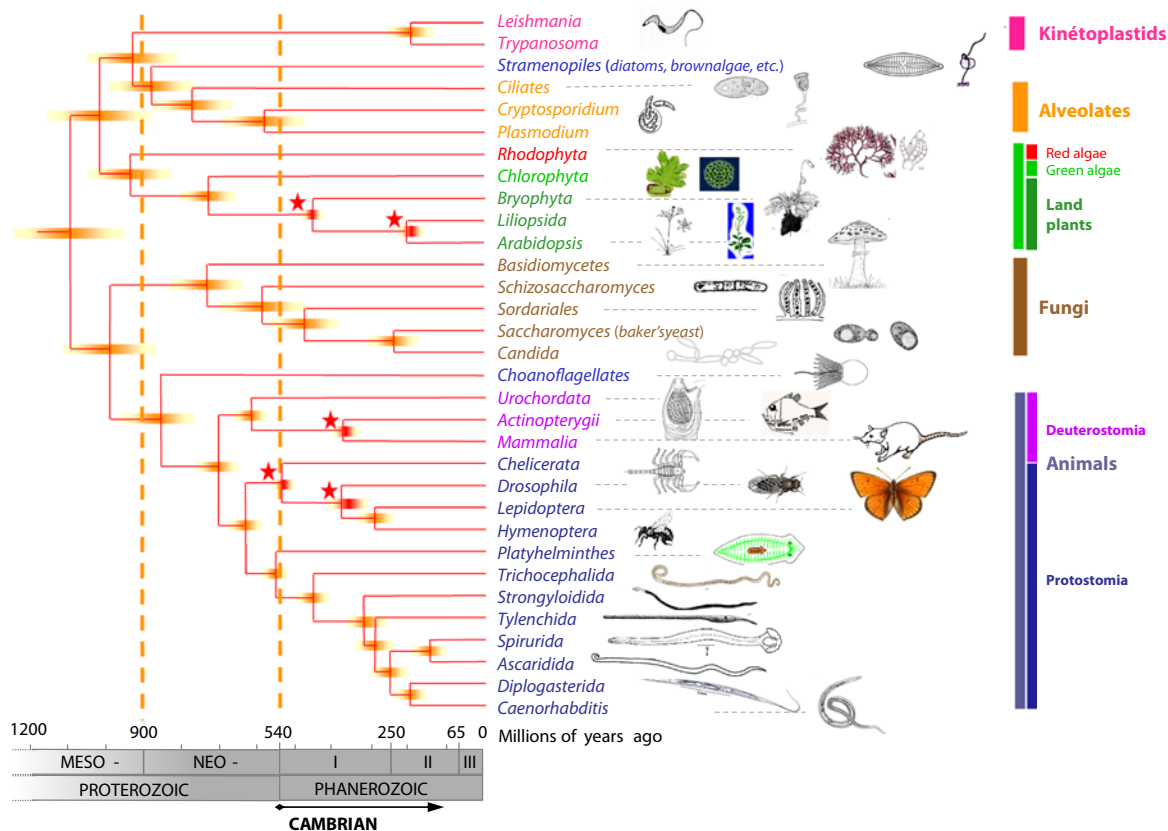 Leishmania
Trypanosoma
Stramenopiles (diatoms, brownalgae, etc.)
Ciliates
Cryptosporidium
Plasmodium
Rhodophyta
Chlorophyta
Bryophyta
Liliopsida
Arabidopsis
Basidiomycetes
Schizosaccharomyces
Sordariales
Saccharomyces (baker'syeast)
Candida
Choanoflagellates
Urochordata
Actinopterygii
Mammalia
Chelicerata
Drosophila
Lepidoptera
Hymenoptera
Platyhelminthes
Trichocephalida
Strongyloidida
Tylenchida
Spirurida
Ascaridida
Diplogasterida
Caenorhabditis
Kinétoplastids
Alveolates
Red algae
Green algae
Land
plants
Fungi
Deuterostomia
Animals
Protostomia
1200 900 540 250 65 0 Millions of years ago
MESO - NEO - I II III
PROTEROZOIC PHANEROZOIC
CAMBRIAN